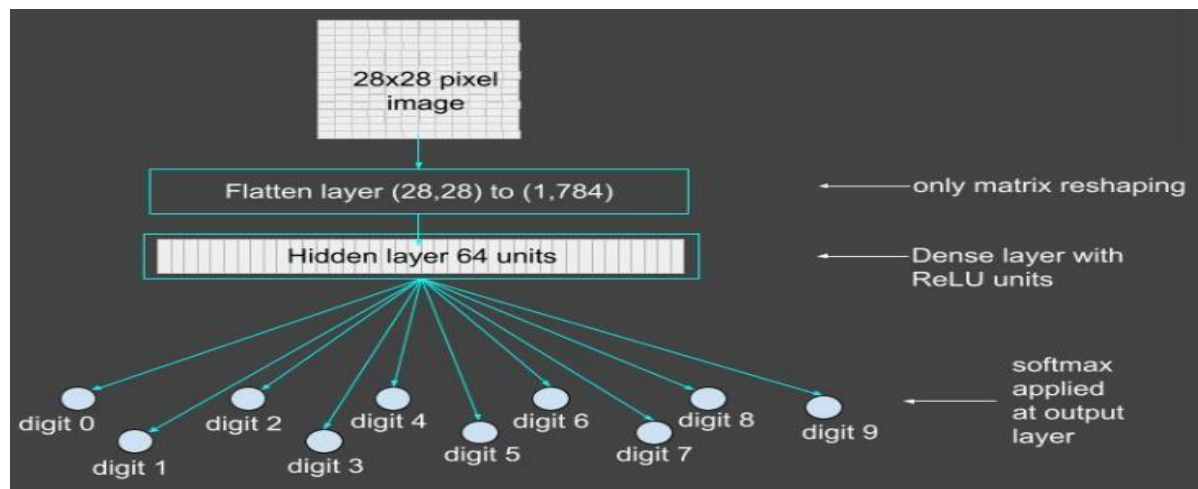 28x28 pixel
image
Flatten layer (28,28) to (1,784)
only matrix reshaping
Hidden layer 64 units
Dense layer with
ReLU units
digit 0
digit 1
digit 2
digit 3
digit 4
digit 5
digit 6
digit 7
digit 8
digit 9
softmax
applied
at output
layer